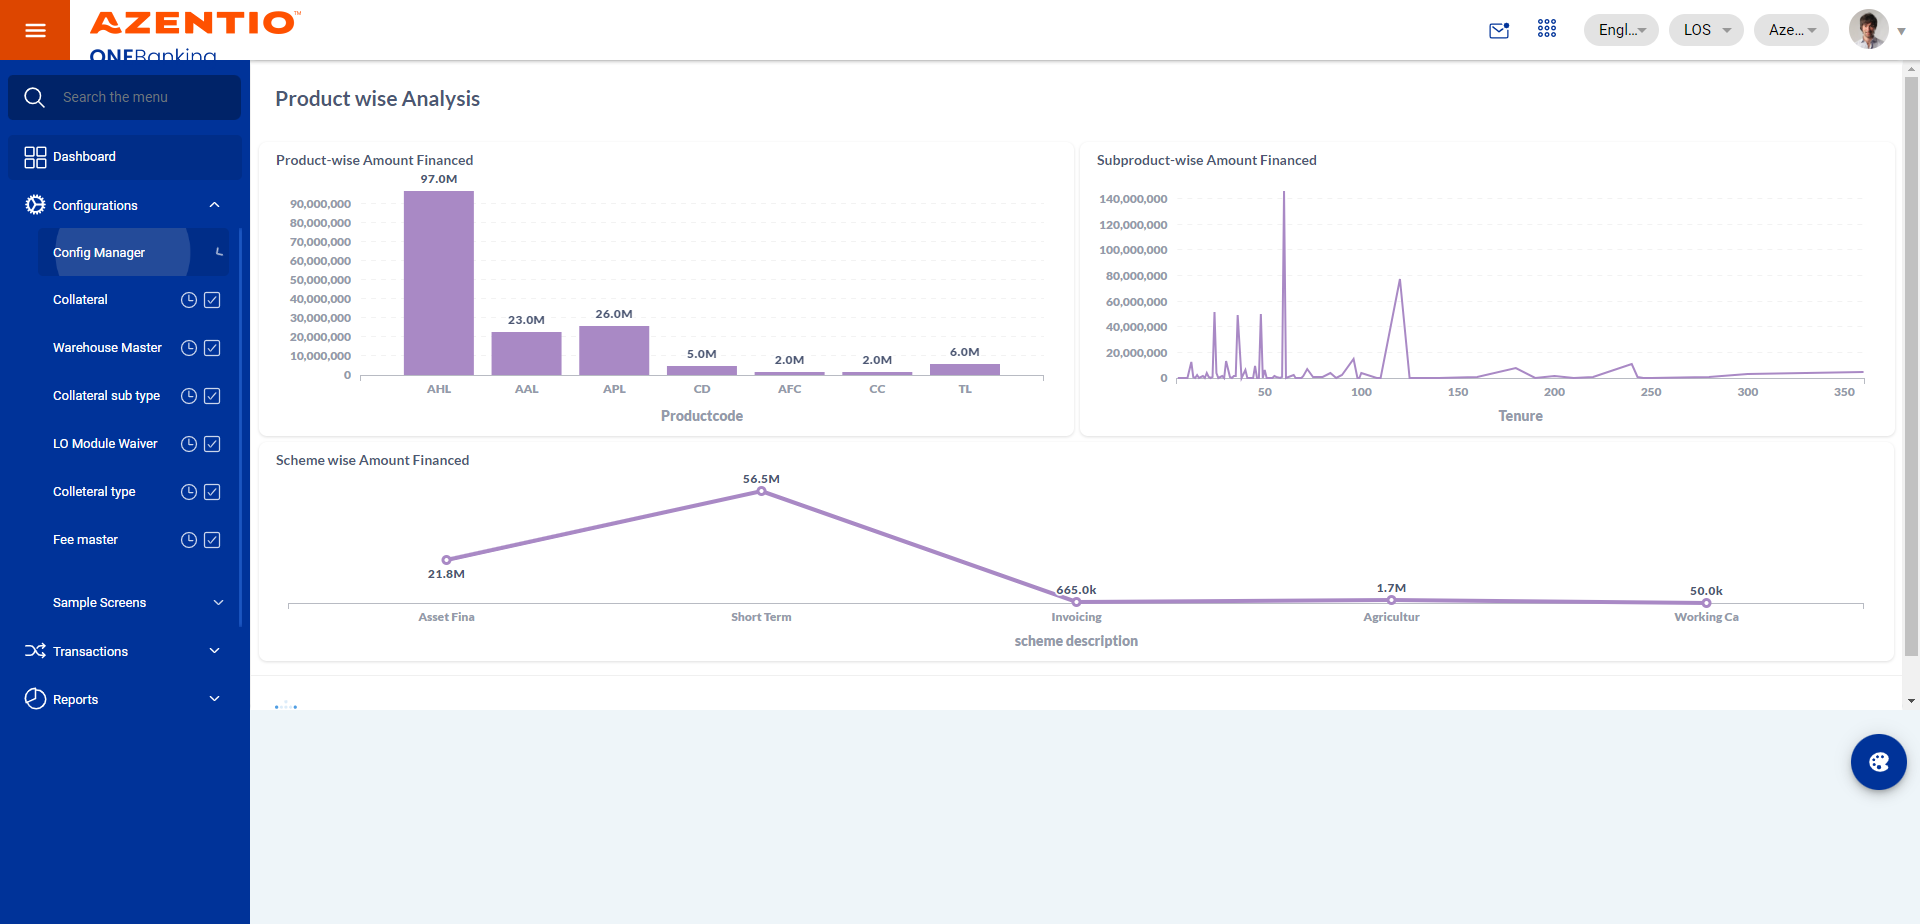 AZENTIO™
ONEBanking
Engl...
LOS
Aze...
Search the menu
Dashboard
Configurations
Config Manager
Collateral
Warehouse Master
Collateral sub type
LO Module Waiver
Colleteral type
Fee master
Sample Screens
Transactions
Reports
Product wise Analysis
Product-wise Amount Financed
97.0M
90,000,000
80,000,000
70,000,000
60,000,000
50,000,000
40,000,000
30,000,000
20,000,000
10,000,000
0
23.0M
26.0M
5.0M
2.0M
2.0M
6.0M
AHL
AAL
APL
CD
AFC
CC
TL
Productcode
Subproduct-wise Amount Financed
140,000,000
120,000,000
100,000,000
80,000,000
60,000,000
40,000,000
20,000,000
0
50
100
150
200
250
300
350
Tenure
Scheme wise Amount Financed
21.8M
56.5M
665.0k
1.7M
50.0k
Asset Fina
Short Term
Invoicing
Agricultur
Working Ca
scheme description